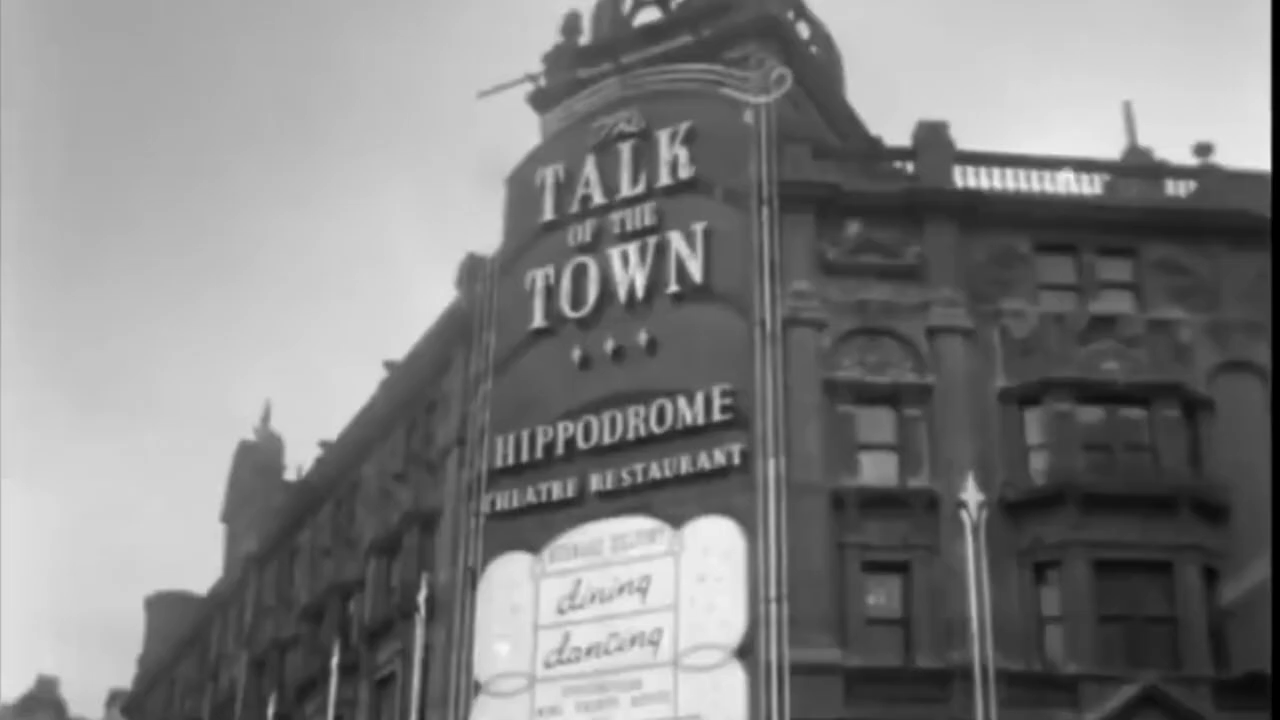 The
TALK
OF THE
TOWN
HIPPODROME
THEATRE RESTAURANT
dining
dancing